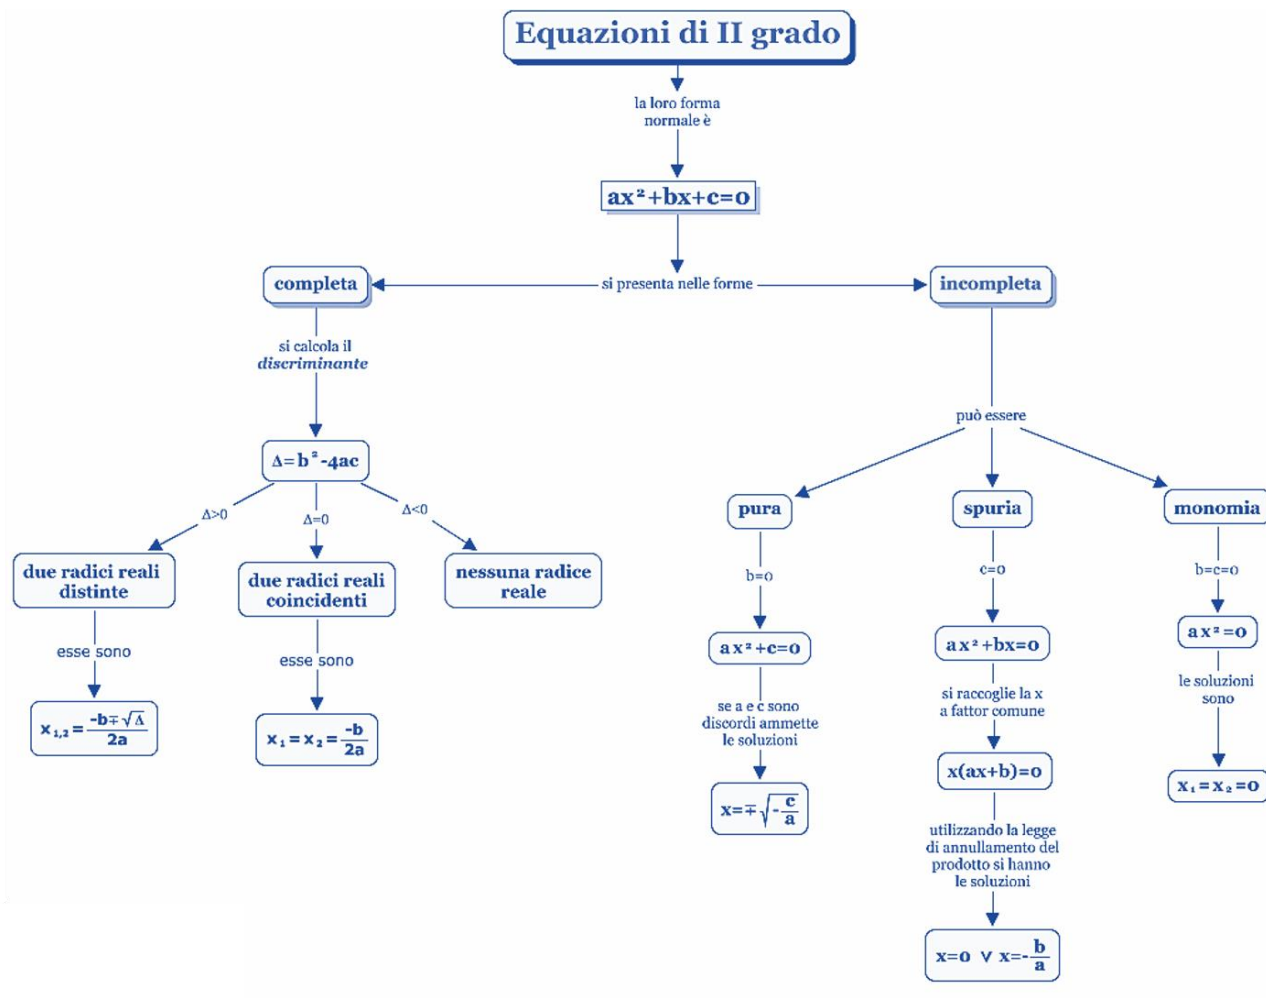 Equazioni di II grado
la loro forma
normale è
ax²+bx+c=0
si presenta nelle forme
completa
si calcola il
discriminante
Δ=b²-4ac
Δ>0
due radici reali
distinte
esse sono
x₁,₂=(-b∓√Δ)/2a
Δ=0
due radici reali
coincidenti
esse sono
x₁=x₂=-b/2a
Δ<0
nessuna radice
reale
incompleta
può essere
pura
b=0
ax²+c=0
se a e c sono
discordi ammette
le soluzioni
x=∓√(-c/a)
spuria
c=0
ax²+bx=0
si raccoglie la x
a fattor comune
x(ax+b)=0
utilizzando la legge
di annullamento del
prodotto si hanno
le soluzioni
x=0 ∨ x=-b/a
monomia
b=c=0
ax²=0
le soluzioni
sono
x₁=x₂=0